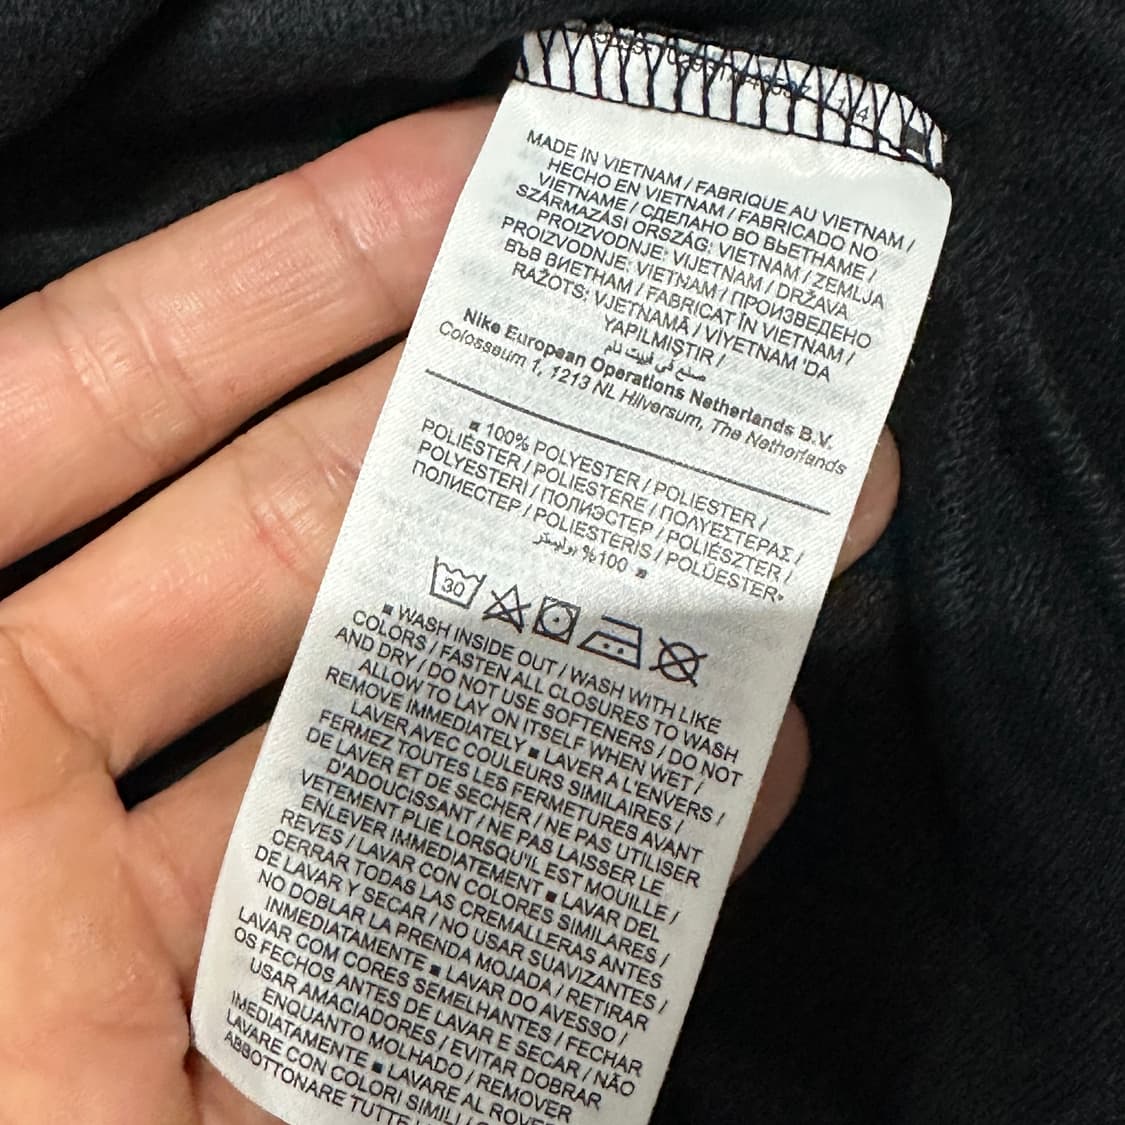 MADE IN VIETNAM / FABRIQUE AU VIETNAM /
HECHO EN VIETNAM / FABRICADO NO
VIETNAME / СДЕЛАНО ВО ВЬЕТНАМЕ /
SZÁRMAZÁSI ORSZÁG: VIETNAM / ZEMLJA
PROIZVODNJE: VIJETNAM / DRŽAVA
PROIZVODNJE: VIETNAM / ПРОИЗВЕДЕНО
ВЪВ ВИЕТНАМ / FABRICAT ÎN VIETNAM /
RAŽOTS: VJETNAMĀ / VİYETNAM 'DA
YAPILMIŞTIR /
صنع في فييت نام
Nike European Operations Netherlands B.V.
Colosseum 1, 1213 NL Hilversum, The Netherlands
■ 100% POLYESTER / POLIESTER /
POLIÉSTER / POLIESTERE / ΠΟΛΥΕΣΤΕΡΑΣ /
POLYESTERI / ПОЛИЭСТЕР / POLIÉSZTER /
ПОЛИЕСТЕР / POLIESTERIS / POLÜESTER
100% بوليستر ■
30
■ WASH INSIDE OUT / WASH WITH LIKE
COLORS / FASTEN ALL CLOSURES TO WASH
AND DRY / DO NOT USE SOFTENERS / DO NOT
ALLOW TO LAY ON ITSELF WHEN WET /
REMOVE IMMEDIATELY ■ LAVER A L'ENVERS /
LAVER AVEC COULEURS SIMILAIRES /
FERMEZ TOUTES LES FERMETURES AVANT
DE LAVER ET DE SÉCHER / NE PAS UTILISER
D'ADOUCISSANT / NE PAS LAISSER LE
VETEMENT PLIE LORSQU'IL EST MOUILLE /
ENLEVER IMMEDIATEMENT ■ LAVAR DEL
REVES / LAVAR CON COLORES SIMILARES /
CERRAR TODAS LAS CREMALLERAS ANTES
DE LAVAR Y SECAR / NO USAR SUAVIZANTES /
NO DOBLAR LA PRENDA MOJADA / RETIRAR
INMEDIATAMENTE ■ LAVAR DO AVESSO /
LAVAR COM CORES SEMELHANTES / FECHAR
OS FECHOS ANTES DE LAVAR E SECAR / NÃO
USAR AMACIADORES / EVITAR DOBRAR
ENQUANTO MOLHADO / REMOVER
IMEDIATAMENTE ■ LAVARE AL ROVER
LAVARE CON COLORI SIMILI /
ABBOTTONARE TUTTE